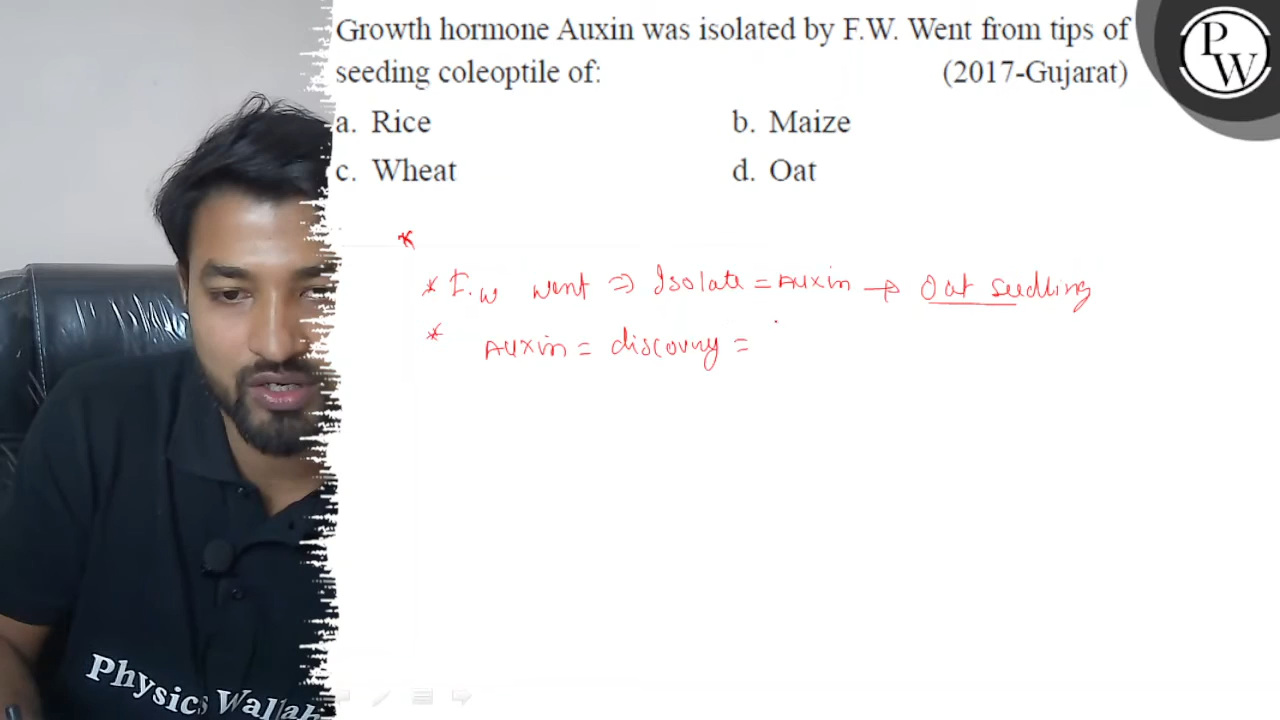 Growth hormone Auxin was isolated by F.W. Went from tips of
seeding coleoptile of: (2017-Gujarat)
a. Rice b. Maize
c. Wheat d. Oat
*
* F.W Went => Isolate = Auxin → Oat seedling
* Auxin = discovery =
PW
Physics Wallah